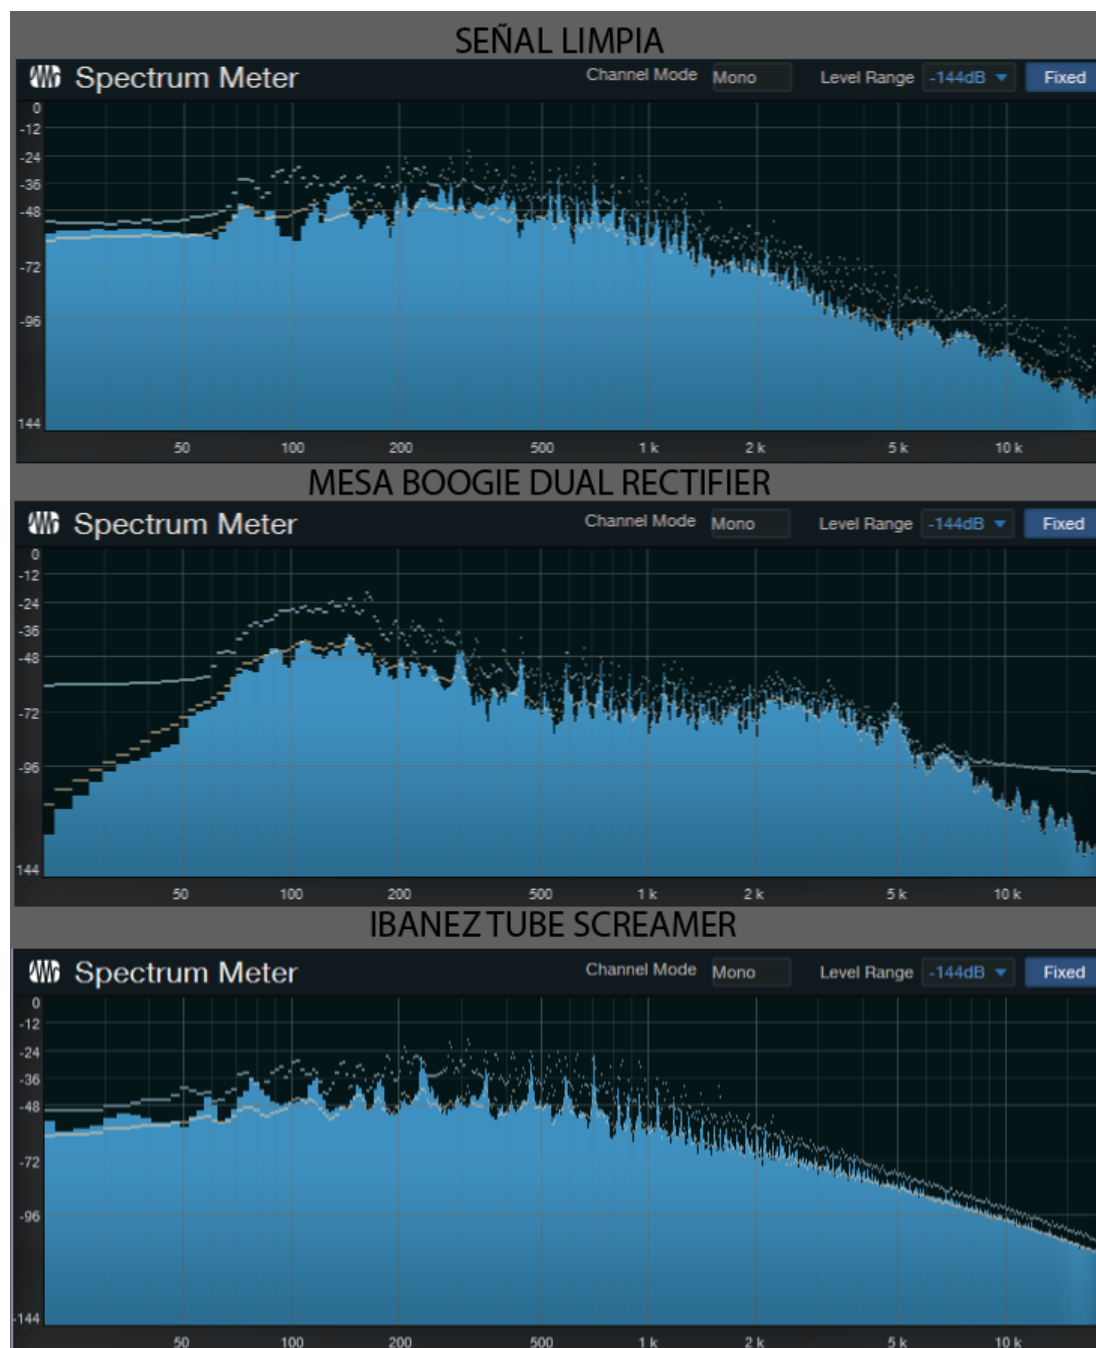 SEÑAL LIMPIA
Spectrum Meter Channel Mode Mono Level Range -144dB Fixed
0
-12
-24
-36
-48
-72
-96
144
50 100 200 500 1 k 2 k 5 k 10 k
MESA BOOGIE DUAL RECTIFIER
Spectrum Meter Channel Mode Mono Level Range -144dB Fixed
0
-12
-24
-36
-48
-72
-96
144
50 100 200 500 1 k 2 k 5 k 10 k
IBANEZ TUBE SCREAMER
Spectrum Meter Channel Mode Mono Level Range -144dB Fixed
0
-12
-24
-36
-48
-72
-96
-144
50 100 200 500 1 k 2 k 5 k 10 k